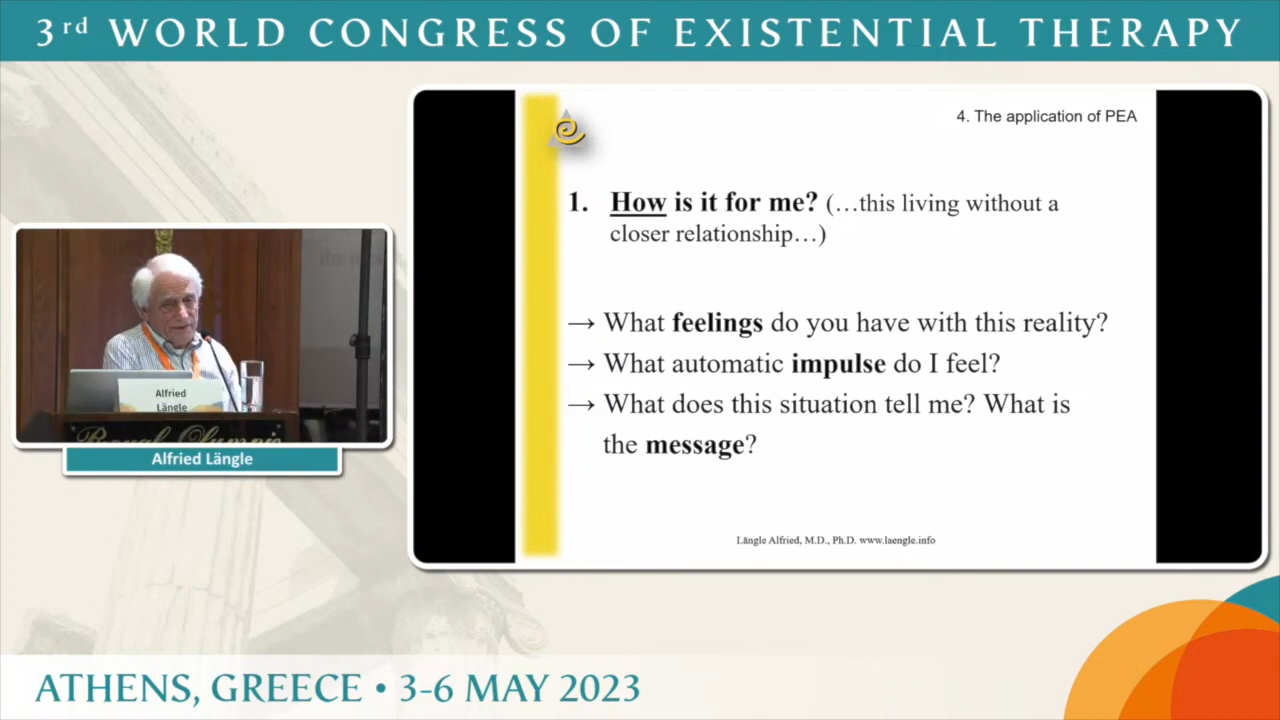 3rd WORLD CONGRESS OF EXISTENTIAL THERAPY
4. The application of PEA
1. How is it for me? (…this living without a
closer relationship…)
→ What feelings do you have with this reality?
→ What automatic impulse do I feel?
→ What does this situation tell me? What is
the message?
Längle Alfried, M.D., Ph.D. www.laengle.info
Alfried
Längle
Royal Olympic
Alfried Längle
ATHENS, GREECE • 3-6 MAY 2023